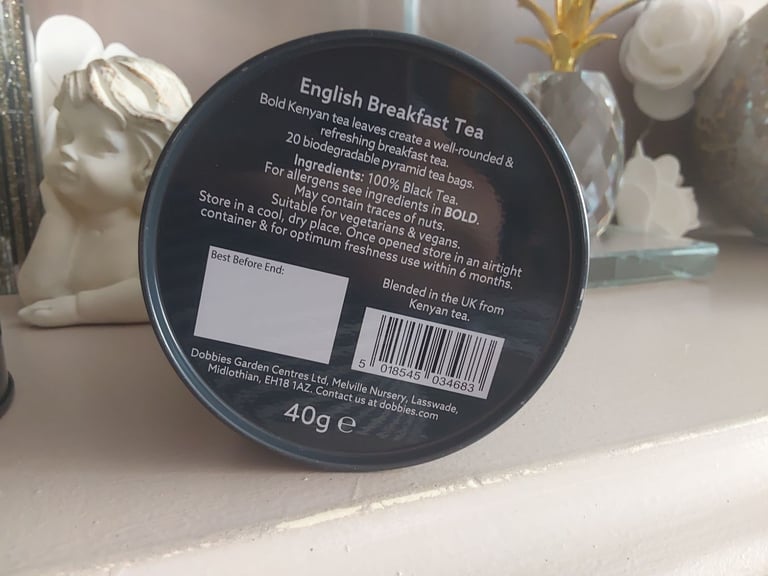 English Breakfast Tea
Bold Kenyan tea leaves create a well-rounded &
refreshing breakfast tea.
20 biodegradable pyramid tea bags.
Ingredients: 100% Black Tea.
For allergens see ingredients in BOLD.
May contain traces of nuts.
Suitable for vegetarians & vegans.
Store in a cool, dry place. Once opened store in an airtight
container & for optimum freshness use within 6 months.
Best Before End:
Blended in the UK from
Kenyan tea.
5 018545 034683
Dobbies Garden Centres Ltd, Melville Nursery, Lasswade,
Midlothian, EH18 1AZ. Contact us at dobbies.com
40g ℮